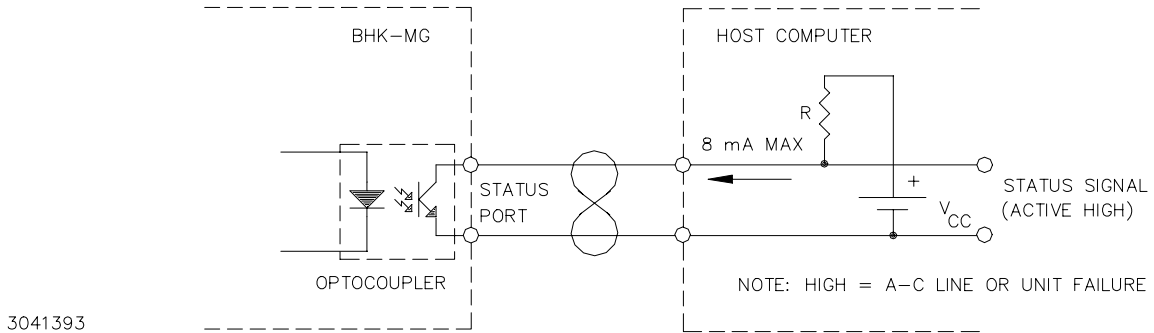 BHK-MG
HOST COMPUTER
R
8 mA MAX
STATUS
PORT
+
V CC
STATUS SIGNAL
(ACTIVE HIGH)
OPTOCOUPLER
NOTE: HIGH = A-C LINE OR UNIT FAILURE
3041393